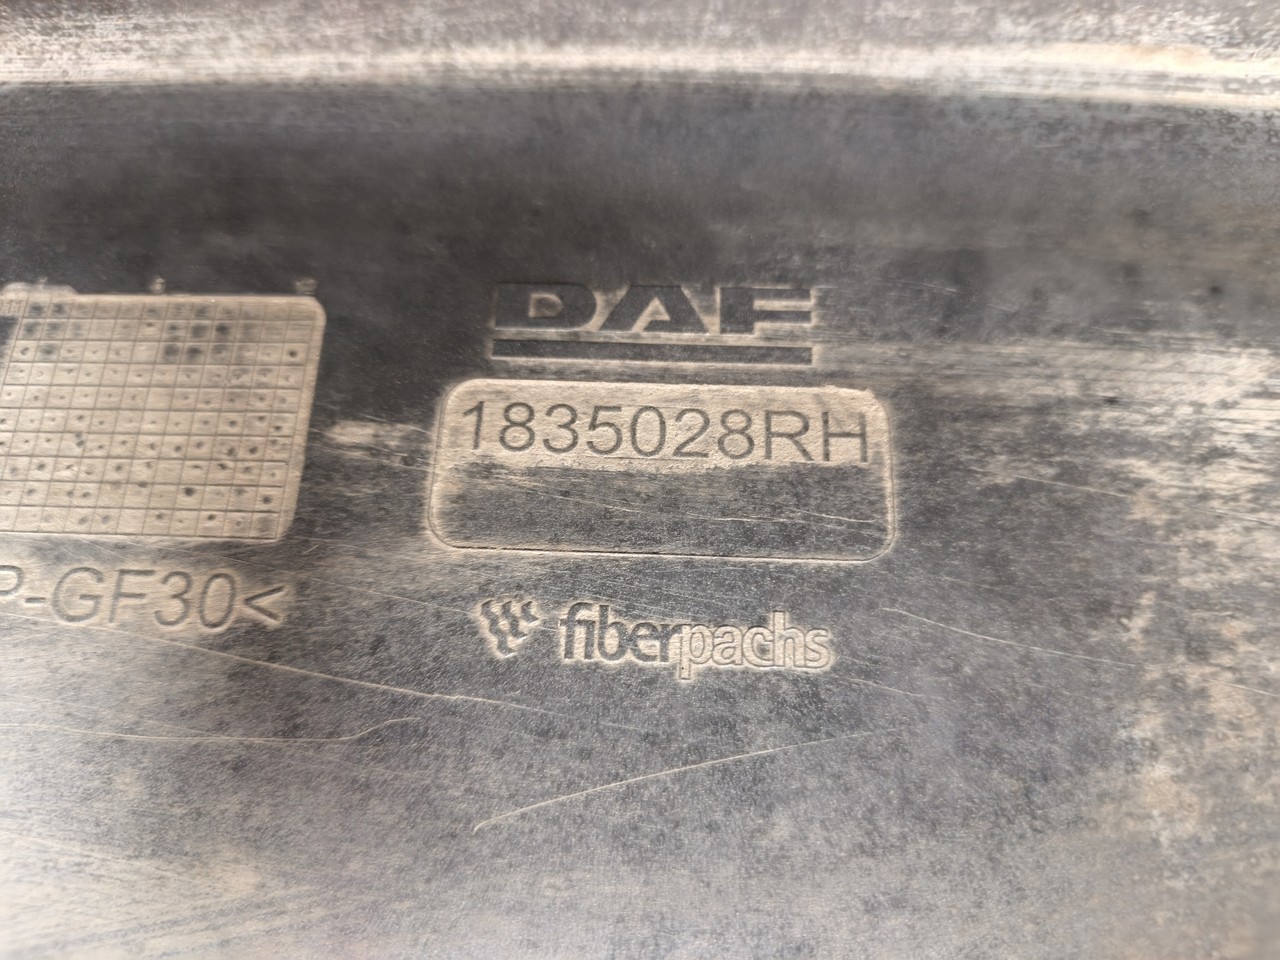 DAF
1835028RH
P-GF30<
fiberpachs